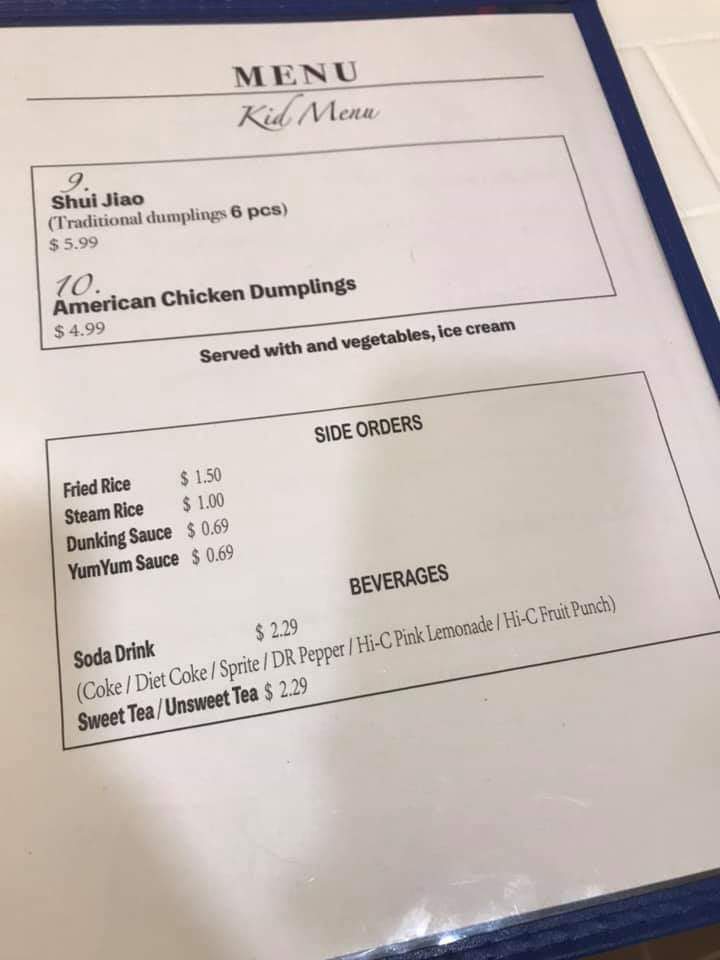 MENU
Kid Menu
9.
Shui Jiao
(Traditional dumplings 6 pcs)
$ 5.99
10.
American Chicken Dumplings
$ 4.99
Served with and vegetables, ice cream
SIDE ORDERS
Fried Rice $ 1.50
Steam Rice $ 1.00
Dunking Sauce $ 0.69
YumYum Sauce $ 0.69
BEVERAGES
Soda Drink $ 2.29
(Coke / Diet Coke / Sprite / DR Pepper / Hi-C Pink Lemonade / Hi-C Fruit Punch)
Sweet Tea / Unsweet Tea $ 2.29